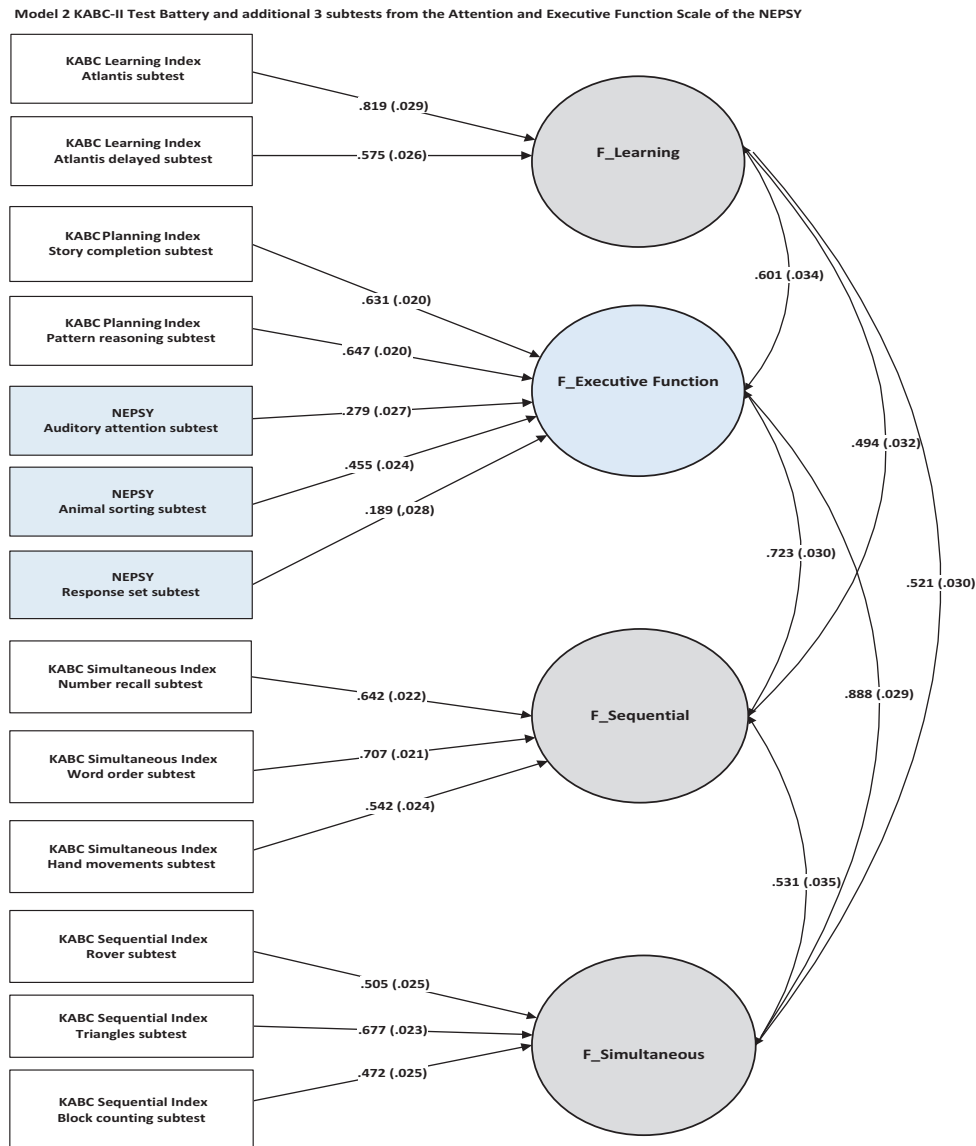 Model 2 KABC-II Test Battery and additional 3 subtests from the Attention and Executive Function Scale of the NEPSY
KABC Learning Index
Atlantis subtest
.819 (.029)
KABC Learning Index
Atlantis delayed subtest
.575 (.026)
F_Learning
KABC Planning Index
Story completion subtest
.631 (.020)
.601 (.034)
KABC Planning Index
Pattern reasoning subtest
.647 (.020)
F_Executive Function
NEPSY
Auditory attention subtest
.279 (.027)
.494 (.032)
NEPSY
Animal sorting subtest
.455 (.024)
.189 (,028)
NEPSY
Response set subtest
.723 (.030)
.521 (.030)
KABC Simultaneous Index
Number recall subtest
.642 (.022)
F_Sequential
.888 (.029)
KABC Simultaneous Index
Word order subtest
.707 (.021)
.542 (.024)
KABC Simultaneous Index
Hand movements subtest
.531 (.035)
KABC Sequential Index
Rover subtest
.505 (.025)
KABC Sequential Index
Triangles subtest
.677 (.023)
F_Simultaneous
.472 (.025)
KABC Sequential Index
Block counting subtest